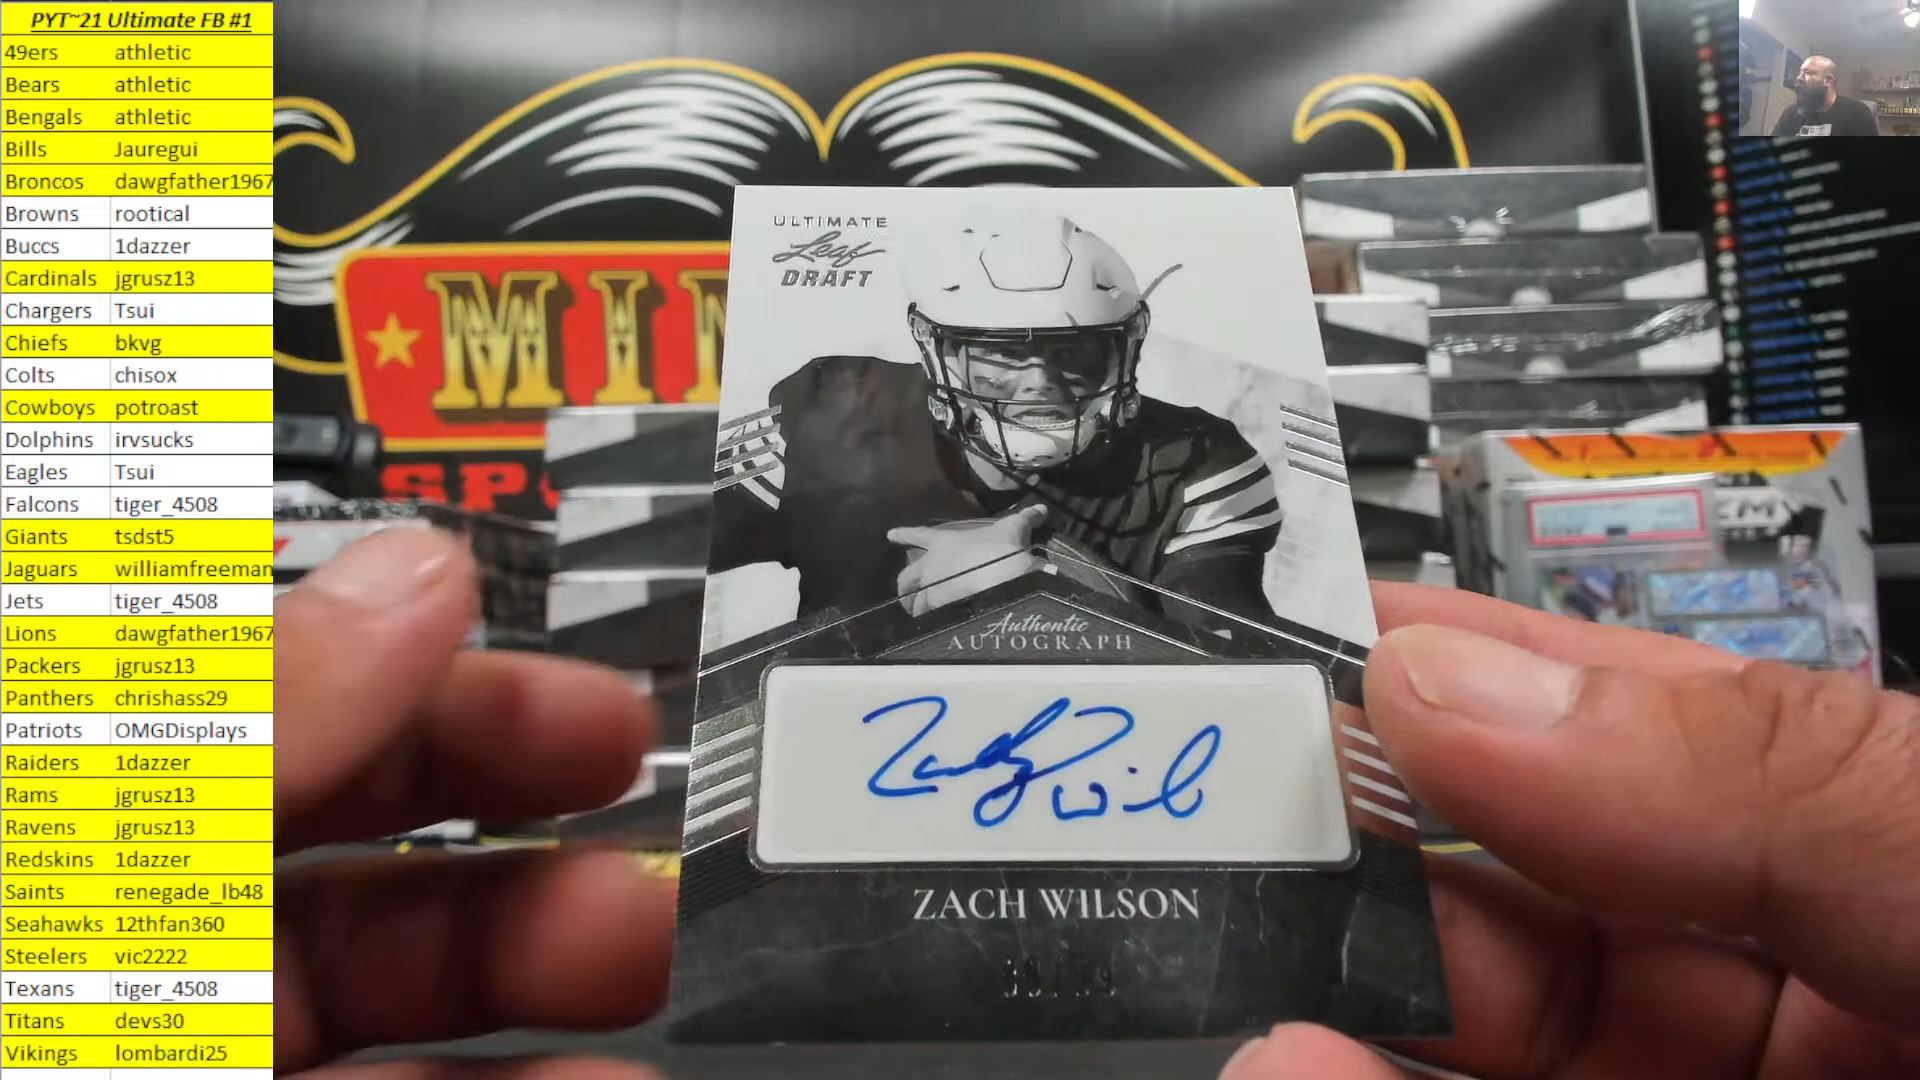 PYT~21 Ultimate FB #1
49ers athletic
Bears athletic
Bengals athletic
Bills Jauregui
Broncos dawgfather1967
Browns rootical
Buccs 1dazzer
Cardinals jgrusz13
Chargers Tsui
Chiefs bkvg
Colts chisox
Cowboys potroast
Dolphins irvsucks
Eagles Tsui
Falcons tiger_4508
Giants tsdst5
Jaguars williamfreeman
Jets tiger_4508
Lions dawgfather1967
Packers jgrusz13
Panthers chrishass29
Patriots OMGDisplays
Raiders 1dazzer
Rams jgrusz13
Ravens jgrusz13
Redskins 1dazzer
Saints renegade_lb48
Seahawks 12thfan360
Steelers vic2222
Texans tiger_4508
Titans devs30
Vikings lombardi25
MIN
SP
ULTIMATE
Leaf
DRAFT
Authentic
AUTOGRAPH
ZACH WILSON